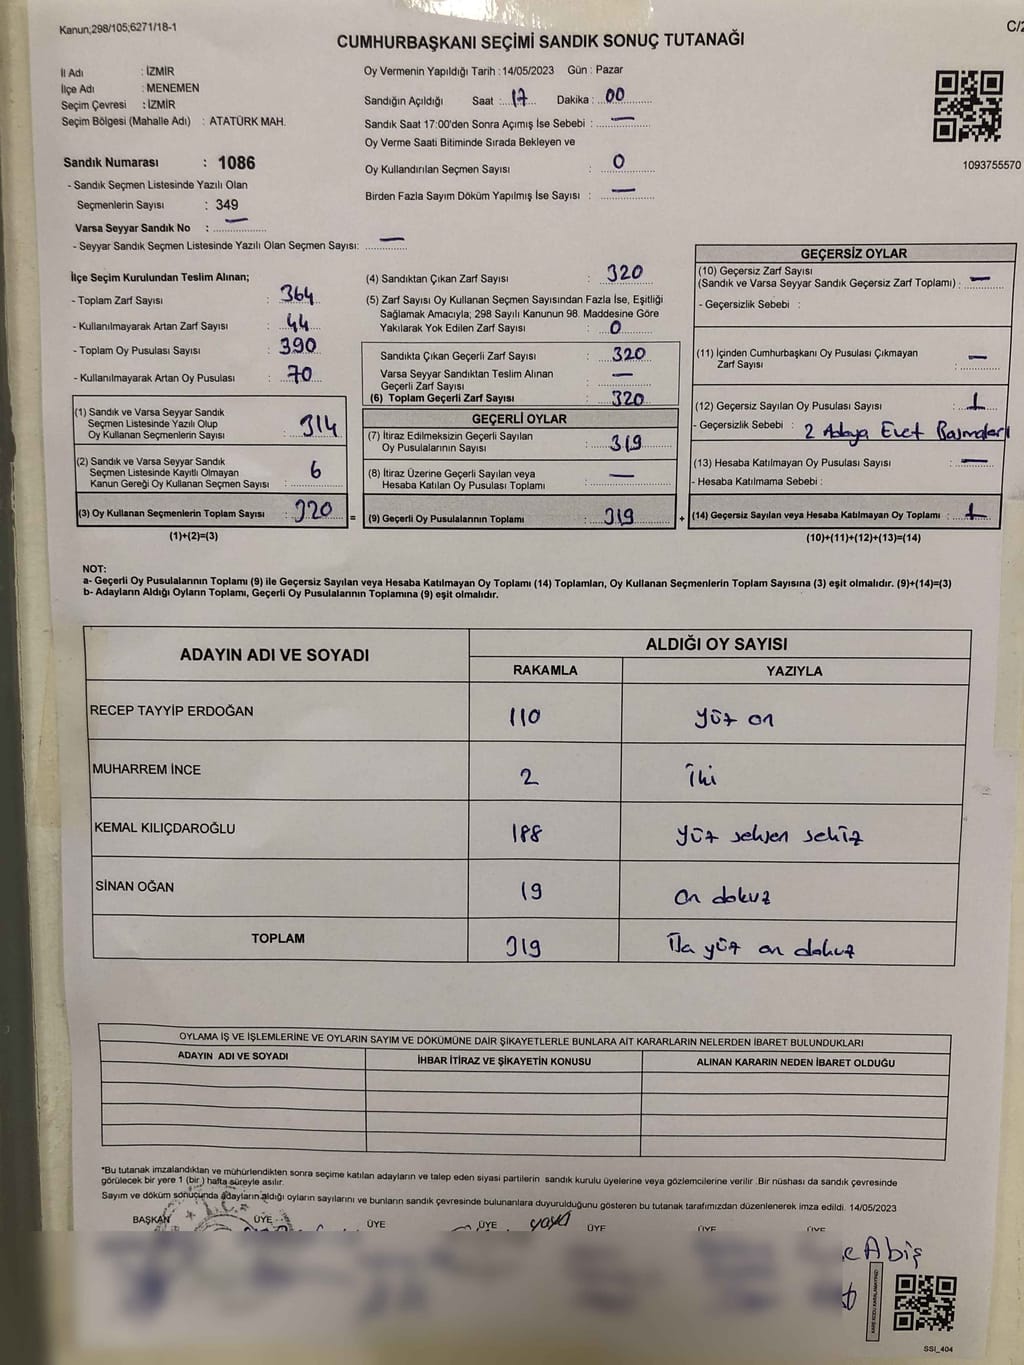 Kanun;298/105;6271/18-1
C/2
CUMHURBAŞKANI SEÇİMİ SANDIK SONUÇ TUTANAĞI
İl Adı : İZMİR
İlçe Adı : MENEMEN
Seçim Çevresi : İZMİR
Seçim Bölgesi (Mahalle Adı) : ATATÜRK MAH.
Sandık Numarası : 1086
- Sandık Seçmen Listesinde Yazılı Olan
Seçmenlerin Sayısı : 349
Varsa Seyyar Sandık No : —
- Seyyar Sandık Seçmen Listesinde Yazılı Olan Seçmen Sayısı: —
Oy Vermenin Yapıldığı Tarih : 14/05/2023 Gün : Pazar
Sandığın Açıldığı Saat : 17 Dakika : 00
Sandık Saat 17:00'den Sonra Açımış İse Sebebi : —
Oy Verme Saati Bitiminde Sırada Bekleyen ve
Oy Kullandırılan Seçmen Sayısı : 0
Birden Fazla Sayım Döküm Yapılmış İse Sayısı : —
1093755570
İlçe Seçim Kurulundan Teslim Alınan;
- Toplam Zarf Sayısı : 364
- Kullanılmayarak Artan Zarf Sayısı : 44
- Toplam Oy Pusulası Sayısı : 390
- Kullanılmayarak Artan Oy Pusulası : 70
(1) Sandık ve Varsa Seyyar Sandık
Seçmen Listesinde Yazılı Olup
Oy Kullanan Seçmenlerin Sayısı : 314
(2) Sandık ve Varsa Seyyar Sandık
Seçmen Listesinde Kayıtlı Olmayan
Kanun Gereği Oy Kullanan Seçmen Sayısı : 6
(3) Oy Kullanan Seçmenlerin Toplam Sayısı : 320 =
(1)+(2)=(3)
(4) Sandıktan Çıkan Zarf Sayısı : 320
(5) Zarf Sayısı Oy Kullanan Seçmen Sayısından Fazla İse, Eşitliği
Sağlamak Amacıyla; 298 Sayılı Kanunun 98. Maddesine Göre
Yakılarak Yok Edilen Zarf Sayısı : 0
Sandıkta Çıkan Geçerli Zarf Sayısı : 320
Varsa Seyyar Sandıktan Teslim Alınan
Geçerli Zarf Sayısı : —
(6) Toplam Geçerli Zarf Sayısı : 320
GEÇERLİ OYLAR
(7) İtiraz Edilmeksizin Geçerli Sayılan
Oy Pusulalarının Sayısı : 319
(8) İtiraz Üzerine Geçerli Sayılan veya
Hesaba Katılan Oy Pusulası Toplamı : —
(9) Geçerli Oy Pusulalarının Toplamı : 319 +
GEÇERSİZ OYLAR
(10) Geçersiz Zarf Sayısı
(Sandık ve Varsa Seyyar Sandık Geçersiz Zarf Toplamı) : —
- Geçersizlik Sebebi :
(11) İçinden Cumhurbaşkanı Oy Pusulası Çıkmayan
Zarf Sayısı : —
(12) Geçersiz Sayılan Oy Pusulası Sayısı : 1
- Geçersizlik Sebebi : 2 Adaya Evet Basmaları
(13) Hesaba Katılmayan Oy Pusulası Sayısı : —
- Hesaba Katılmama Sebebi :
(14) Geçersiz Sayılan veya Hesaba Katılmayan Oy Toplamı : 1
(10)+(11)+(12)+(13)=(14)
NOT:
a- Geçerli Oy Pusulalarının Toplamı (9) ile Geçersiz Sayılan veya Hesaba Katılmayan Oy Toplamı (14) Toplamları, Oy Kullanan Seçmenlerin Toplam Sayısına (3) eşit olmalıdır. (9)+(14)=(3)
b- Adayların Aldığı Oyların Toplamı, Geçerli Oy Pusulalarının Toplamına (9) eşit olmalıdır.
ADAYIN ADI VE SOYADI
ALDIĞI OY SAYISI
RAKAMLA YAZIYLA
RECEP TAYYİP ERDOĞAN 110 yüz on
MUHARREM İNCE 2 İki
KEMAL KILIÇDAROĞLU 188 yüz seksen sekiz
SİNAN OĞAN 19 on dokuz
TOPLAM 319 Üç yüz on dokuz
OYLAMA İŞ VE İŞLEMLERİNE VE OYLARIN SAYIM VE DÖKÜMÜNE DAİR ŞİKAYETLERLE BUNLARA AİT KARARLARIN NELERDEN İBARET BULUNDUKLARI
ADAYIN ADI VE SOYADI İHBAR İTİRAZ VE ŞİKAYETİN KONUSU ALINAN KARARIN NEDEN İBARET OLDUĞU
*Bu tutanak imzalandıktan ve mühürlendikten sonra seçime katılan adayların ve talep eden siyasi partilerin sandık kurulu üyelerine veya gözlemcilerine verilir .Bir nüshası da sandık çevresinde
görülecek bir yere 1 (bir ) hafta süreyle asılır.
Sayım ve döküm sonucunda adayların aldığı oyların sayılarını ve bunların sandık çevresinde bulunanlara duyurulduğunu gösteren bu tutanak tarafımızdan düzenlenerek imza edildi. 14/05/2023
BAŞKAN ÜYE ÜYE ÜYE ÜYE ÜYE ÜYE
Abiş
SSI_404